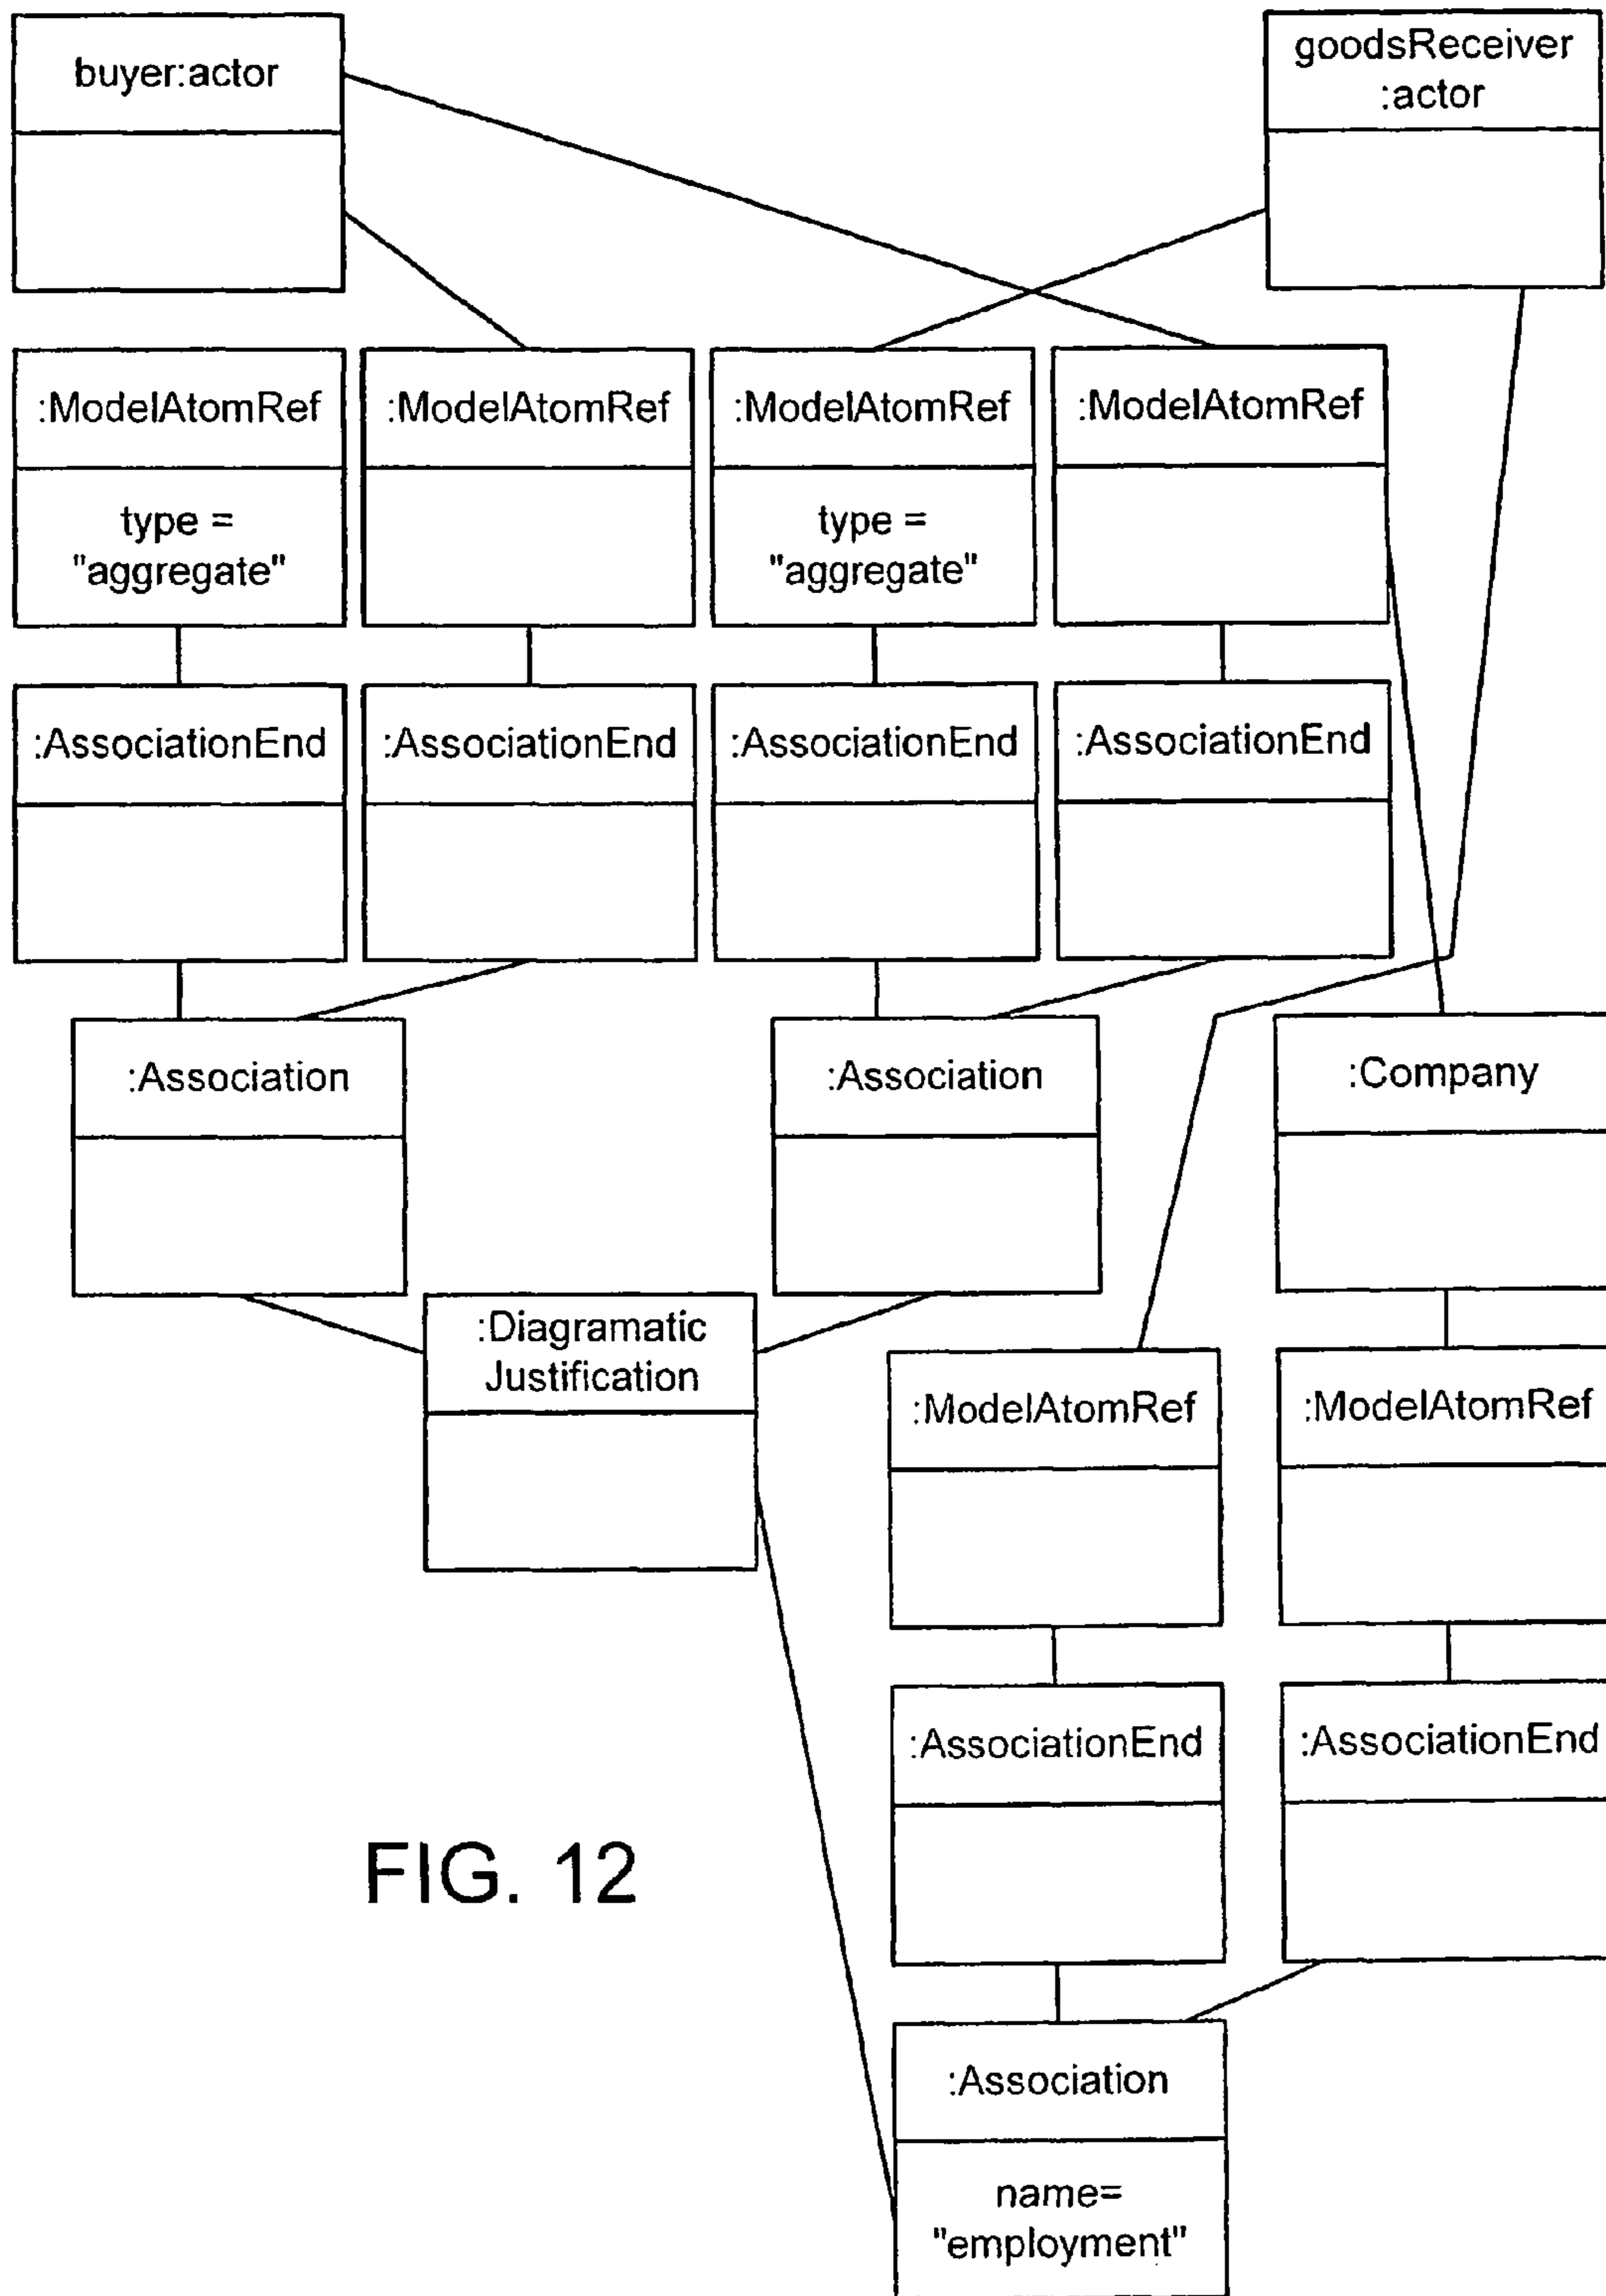 buyer:actor
goodsReceiver
:actor
:ModelAtomRef
type =
"aggregate"
:ModelAtomRef
:ModelAtomRef
type =
"aggregate"
:ModelAtomRef
:AssociationEnd
:AssociationEnd
:AssociationEnd
:AssociationEnd
:Association
:Association
:Company
:Diagramatic
Justification
:ModelAtomRef
:ModelAtomRef
:AssociationEnd
:AssociationEnd
FIG. 12
:Association
name=
"employment"